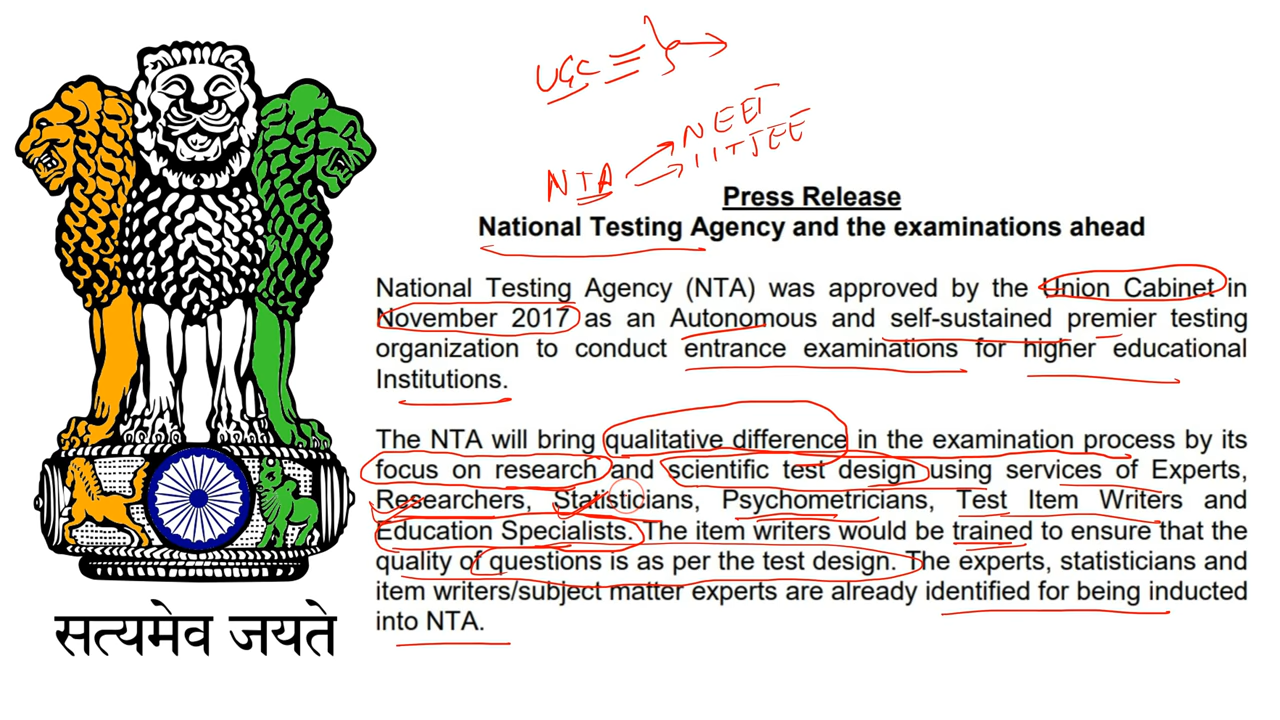 UGC
NEET
IIT JEE
NTA
Press Release
National Testing Agency and the examinations ahead
National Testing Agency (NTA) was approved by the Union Cabinet in
November 2017 as an Autonomous and self-sustained premier testing
organization to conduct entrance examinations for higher educational
Institutions.
The NTA will bring qualitative difference in the examination process by its
focus on research and scientific test design using services of Experts,
Researchers, Statisticians, Psychometricians, Test Item Writers and
Education Specialists. The item writers would be trained to ensure that the
quality of questions is as per the test design. The experts, statisticians and
item writers/subject matter experts are already identified for being inducted
into NTA.
सत्यमेव जयते